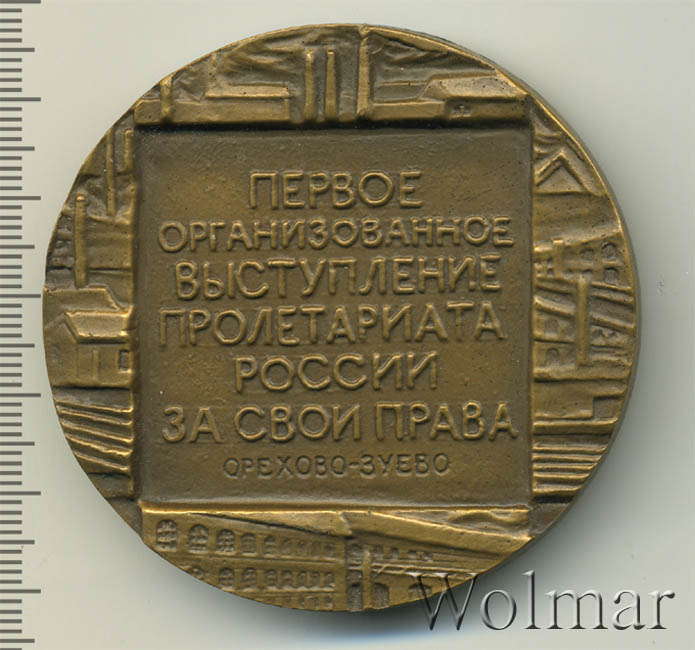 ПЕРВОЕ
ОРГАНИЗОВАННОЕ
ВЫСТУПЛЕНИЕ
ПРОЛЕТАРИАТА
РОССИИ
ЗА СВОИ ПРАВА
ОРЕХОВО-ЗУЕВО
Wolmar